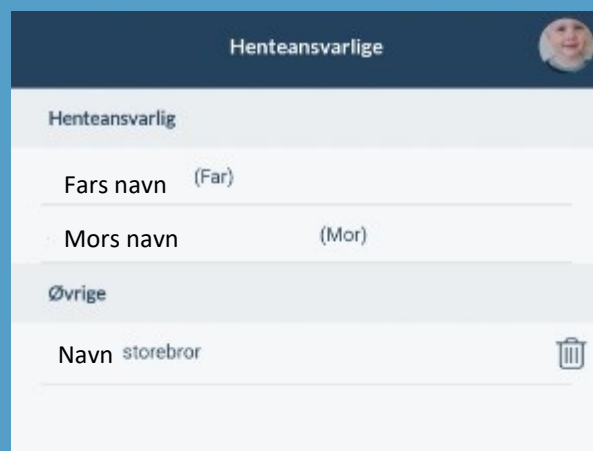 Henteansvarlige
Henteansvarlig
Fars navn (Far)
Mors navn (Mor)
Øvrige
Navn storebror